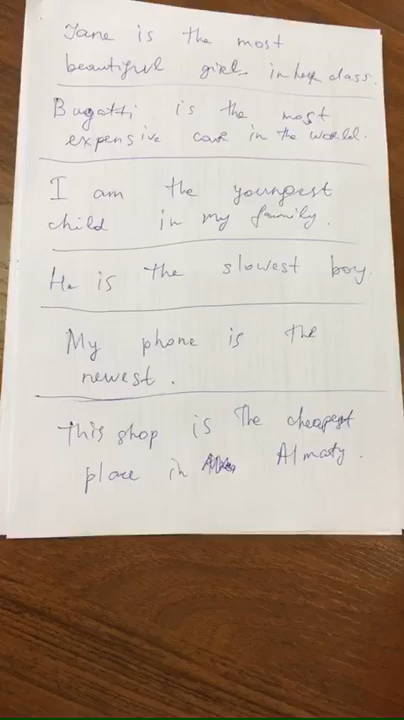 Jane is the most
beautiful girl in her class.
Bugatti is the most
expensive car in the world.
I am the youngest
child in my family.
He is the slowest boy.
My phone is the
newest.
This shop is the cheapest
place in Almaty.